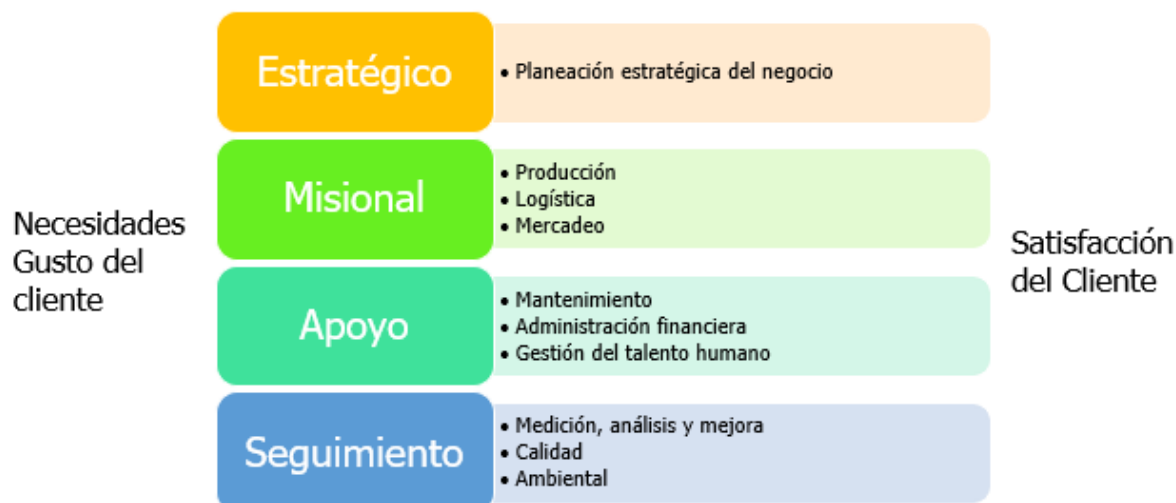 Necesidades
Gusto del
cliente
Estratégico
• Planeación estratégica del negocio
Misional
• Producción
• Logística
• Mercadeo
Apoyo
• Mantenimiento
• Administración financiera
• Gestión del talento humano
Seguimiento
• Medición, análisis y mejora
• Calidad
• Ambiental
Satisfacción
del Cliente